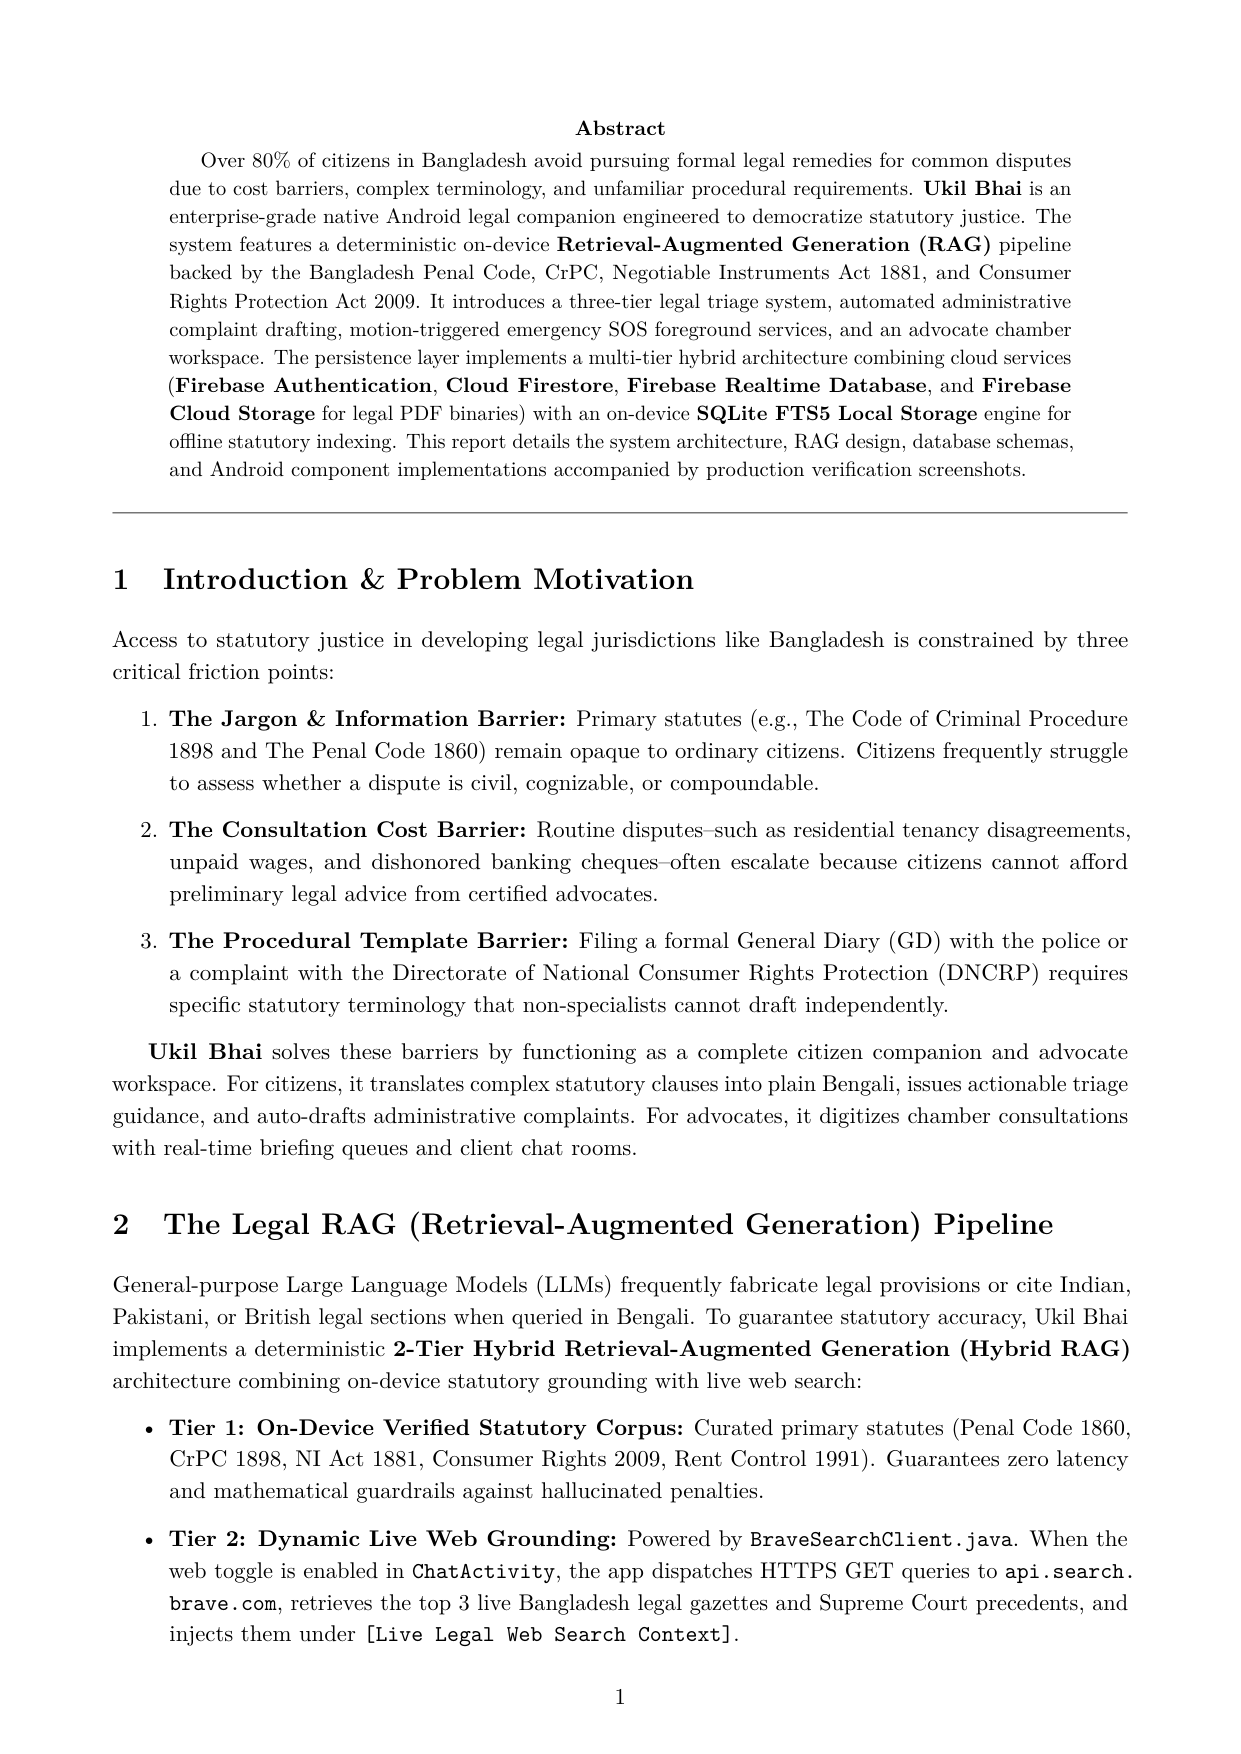 Abstract
Over 80% of citizens in Bangladesh avoid pursuing formal legal remedies for common disputes
due to cost barriers, complex terminology, and unfamiliar procedural requirements. Ukil Bhai is an
enterprise-grade native Android legal companion engineered to democratize statutory justice. The
system features a deterministic on-device Retrieval-Augmented Generation (RAG) pipeline
backed by the Bangladesh Penal Code, CrPC, Negotiable Instruments Act 1881, and Consumer
Rights Protection Act 2009. It introduces a three-tier legal triage system, automated administrative
complaint drafting, motion-triggered emergency SOS foreground services, and an advocate chamber
workspace. The persistence layer implements a multi-tier hybrid architecture combining cloud services
(Firebase Authentication, Cloud Firestore, Firebase Realtime Database, and Firebase
Cloud Storage for legal PDF binaries) with an on-device SQLite FTS5 Local Storage engine for
offline statutory indexing. This report details the system architecture, RAG design, database schemas,
and Android component implementations accompanied by production verification screenshots.
1 Introduction & Problem Motivation
Access to statutory justice in developing legal jurisdictions like Bangladesh is constrained by three
critical friction points:
1. The Jargon & Information Barrier: Primary statutes (e.g., The Code of Criminal Procedure
1898 and The Penal Code 1860) remain opaque to ordinary citizens. Citizens frequently struggle
to assess whether a dispute is civil, cognizable, or compoundable.
2. The Consultation Cost Barrier: Routine disputes–such as residential tenancy disagreements,
unpaid wages, and dishonored banking cheques–often escalate because citizens cannot afford
preliminary legal advice from certified advocates.
3. The Procedural Template Barrier: Filing a formal General Diary (GD) with the police or
a complaint with the Directorate of National Consumer Rights Protection (DNCRP) requires
specific statutory terminology that non-specialists cannot draft independently.
Ukil Bhai solves these barriers by functioning as a complete citizen companion and advocate
workspace. For citizens, it translates complex statutory clauses into plain Bengali, issues actionable triage
guidance, and auto-drafts administrative complaints. For advocates, it digitizes chamber consultations
with real-time briefing queues and client chat rooms.
2 The Legal RAG (Retrieval-Augmented Generation) Pipeline
General-purpose Large Language Models (LLMs) frequently fabricate legal provisions or cite Indian,
Pakistani, or British legal sections when queried in Bengali. To guarantee statutory accuracy, Ukil Bhai
implements a deterministic 2-Tier Hybrid Retrieval-Augmented Generation (Hybrid RAG)
architecture combining on-device statutory grounding with live web search:
• Tier 1: On-Device Verified Statutory Corpus: Curated primary statutes (Penal Code 1860,
CrPC 1898, NI Act 1881, Consumer Rights 2009, Rent Control 1991). Guarantees zero latency
and mathematical guardrails against hallucinated penalties.
• Tier 2: Dynamic Live Web Grounding: Powered by BraveSearchClient.java. When the
web toggle is enabled in ChatActivity, the app dispatches HTTPS GET queries to api.search.
brave.com, retrieves the top 3 live Bangladesh legal gazettes and Supreme Court precedents, and
injects them under [Live Legal Web Search Context].
1